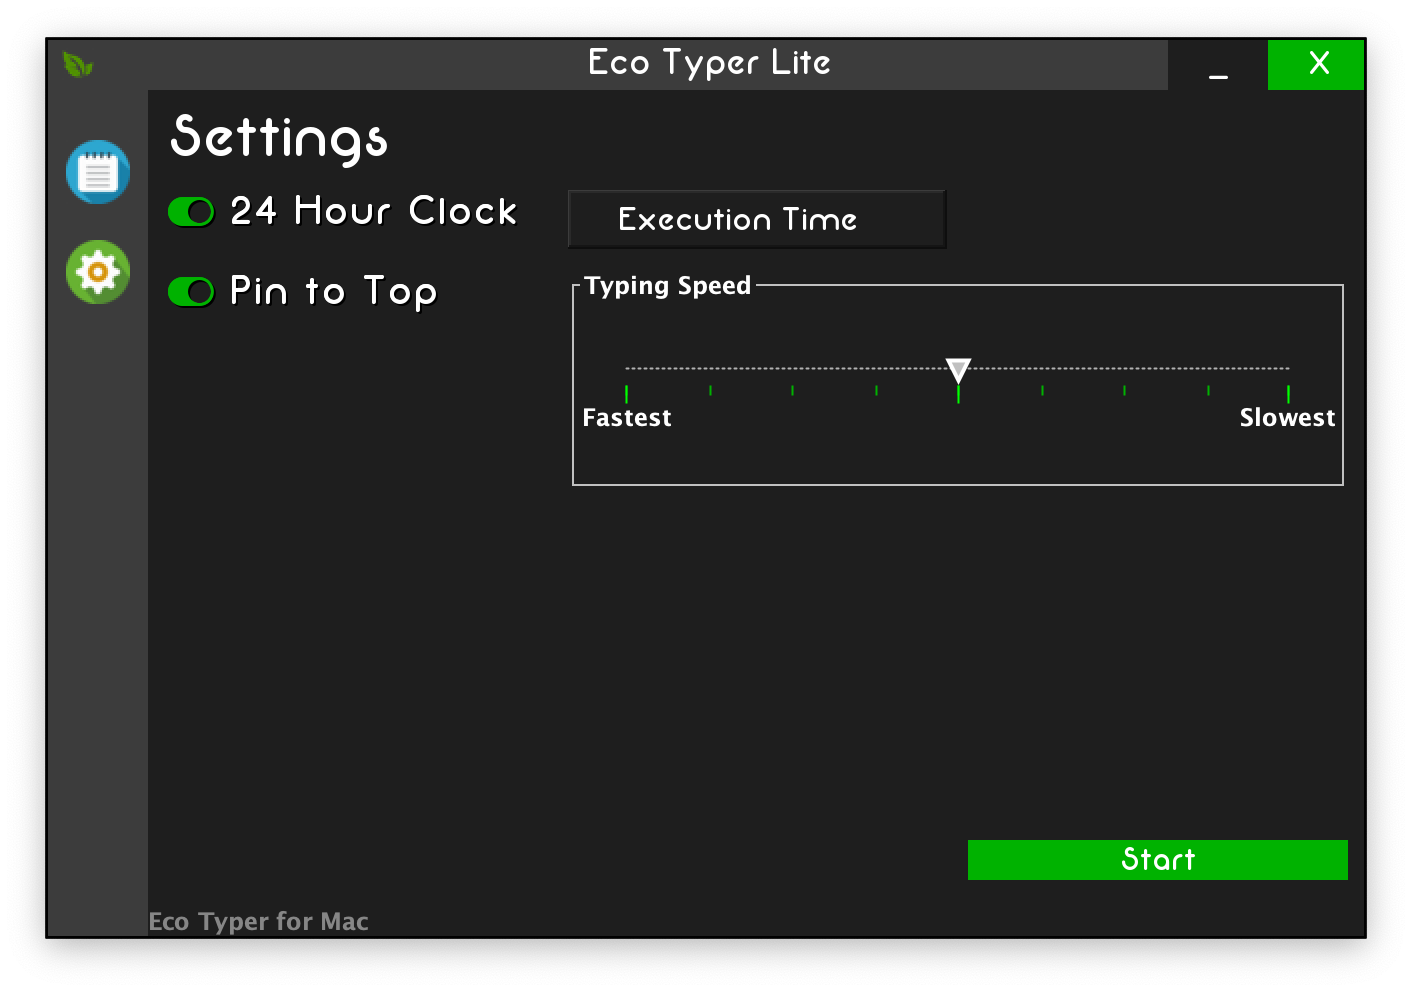 Eco Typer Lite
_
X
Settings
24 Hour Clock
Execution Time
Pin to Top
Typing Speed
Fastest
Slowest
Start
Eco Typer for Mac